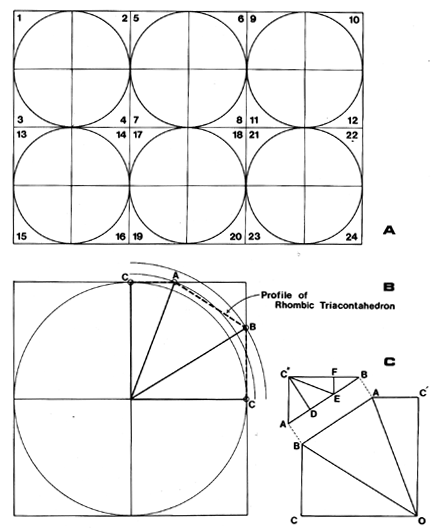 1 2 5 6 9 10
3 4 7 8 11 12
13 14 17 18 21 22
15 16 19 20 23 24
A
B
C A
Profile of
Rhombic Triacontahedron
B
C
C
C" F B
A C'
E
D
A
B
C O